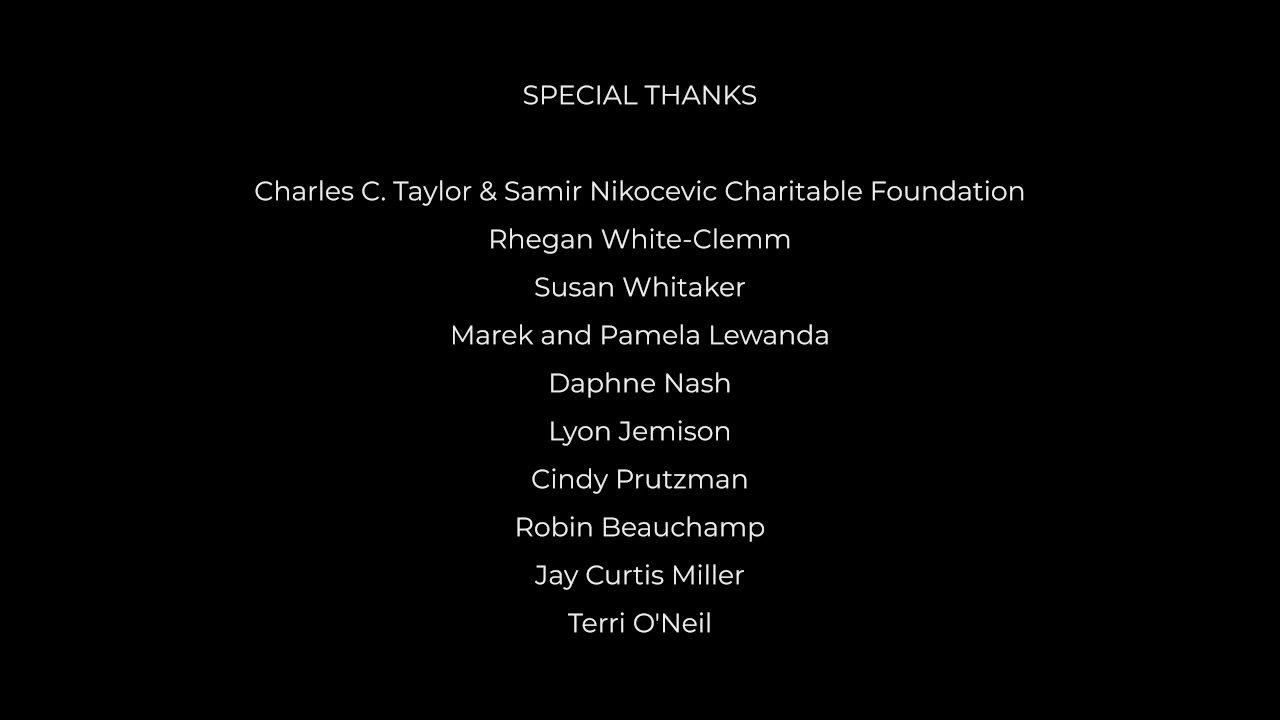 SPECIAL THANKS
Charles C. Taylor & Samir Nikocevic Charitable Foundation
Rhegan White-Clemm
Susan Whitaker
Marek and Pamela Lewanda
Daphne Nash
Lyon Jemison
Cindy Prutzman
Robin Beauchamp
Jay Curtis Miller
Terri O'Neil